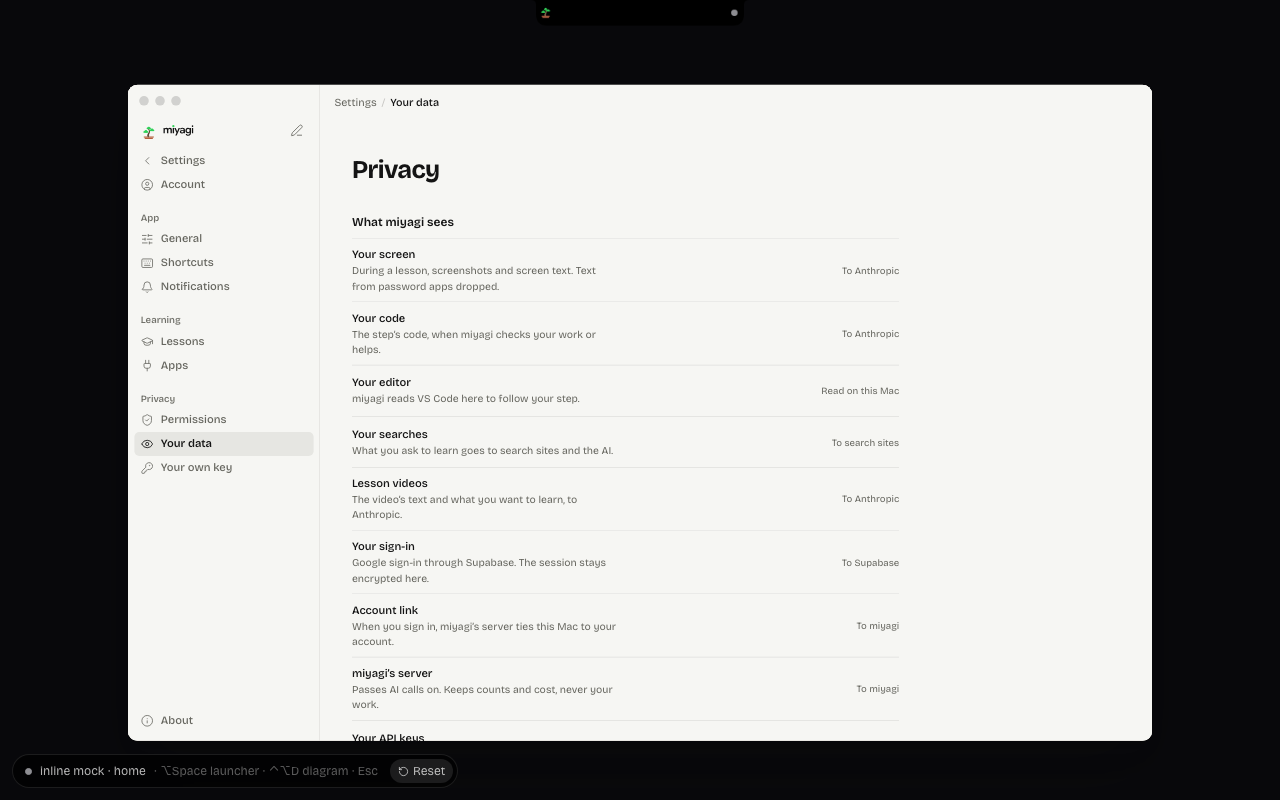 Settings / Your data
miyagi
Settings
Account
App
General
Shortcuts
Notifications
Learning
Lessons
Apps
Privacy
Permissions
Your data
Your own key
About
Privacy
What miyagi sees
Your screen
During a lesson, screenshots and screen text. Text
from password apps dropped.
To Anthropic
Your code
The step's code, when miyagi checks your work or
helps.
To Anthropic
Your editor
miyagi reads VS Code here to follow your step.
Read on this Mac
Your searches
What you ask to learn goes to search sites and the AI.
To search sites
Lesson videos
The video's text and what you want to learn, to
Anthropic.
To Anthropic
Your sign-in
Google sign-in through Supabase. The session stays
encrypted here.
To Supabase
Account link
When you sign in, miyagi's server ties this Mac to your
account.
To miyagi
miyagi's server
Passes AI calls on. Keeps counts and cost, never your
work.
To miyagi
Your API keys
inline mock · home · ⌥Space launcher · ^⌥D diagram · Esc
Reset